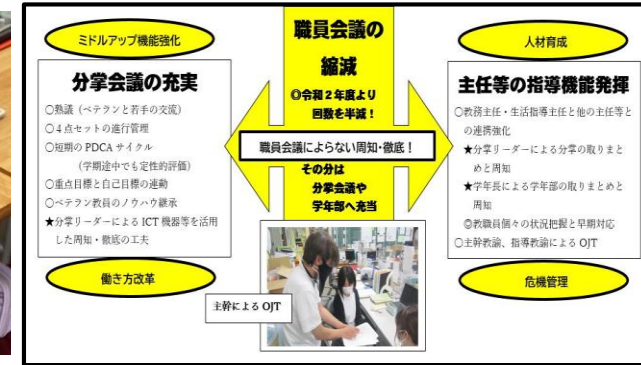 ミドルアップ機能強化
分掌会議の充実
○熟議（ベテランと若手の交流）
○４点セットの進行管理
○短期の PDCA サイクル
（学期途中でも定性的評価）
○重点目標と自己目標の連動
○ベテラン教員のノウハウ継承
★分掌リーダーによる ICT 機器等を活用
した周知・徹底の工夫
働き方改革
職員会議の
縮減
◎令和２年度より
回数を半減！
職員会議によらない周知・徹底！
その分は
分掌会議や
学年部へ充当
主幹による OJT
人材育成
主任等の指導機能発揮
○教務主任・生活指導主任と他の主任等と
の連携強化
★分掌リーダーによる分掌の取りまと
めと周知
★学年長による学年部の取りまとめと
周知
◎教職員個々の状況把握と早期対応
○主幹教諭、指導教諭による OJT
危機管理